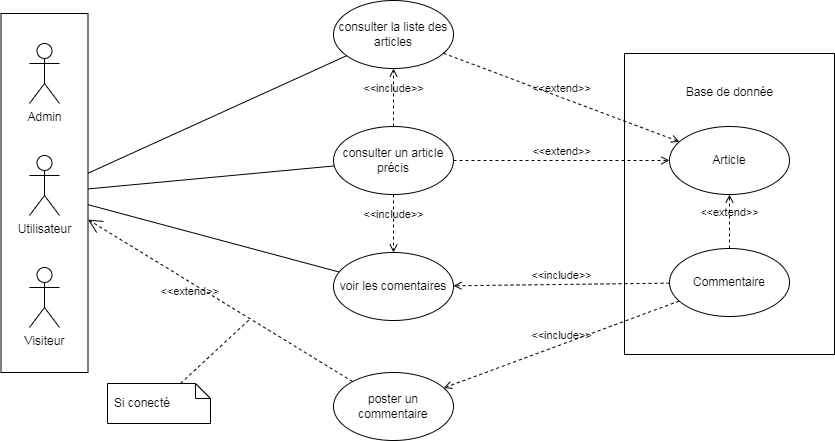 consulter la liste des
articles
Admin
<<include>>
<<extend>>
Base de donnée
consulter un article
précis
<<extend>>
Article
Utilisateur
<<include>>
<<extend>>
voir les comentaires
<<include>>
Commentaire
<<extend>>
Visiteur
<<include>>
Si conecté
poster un
commentaire